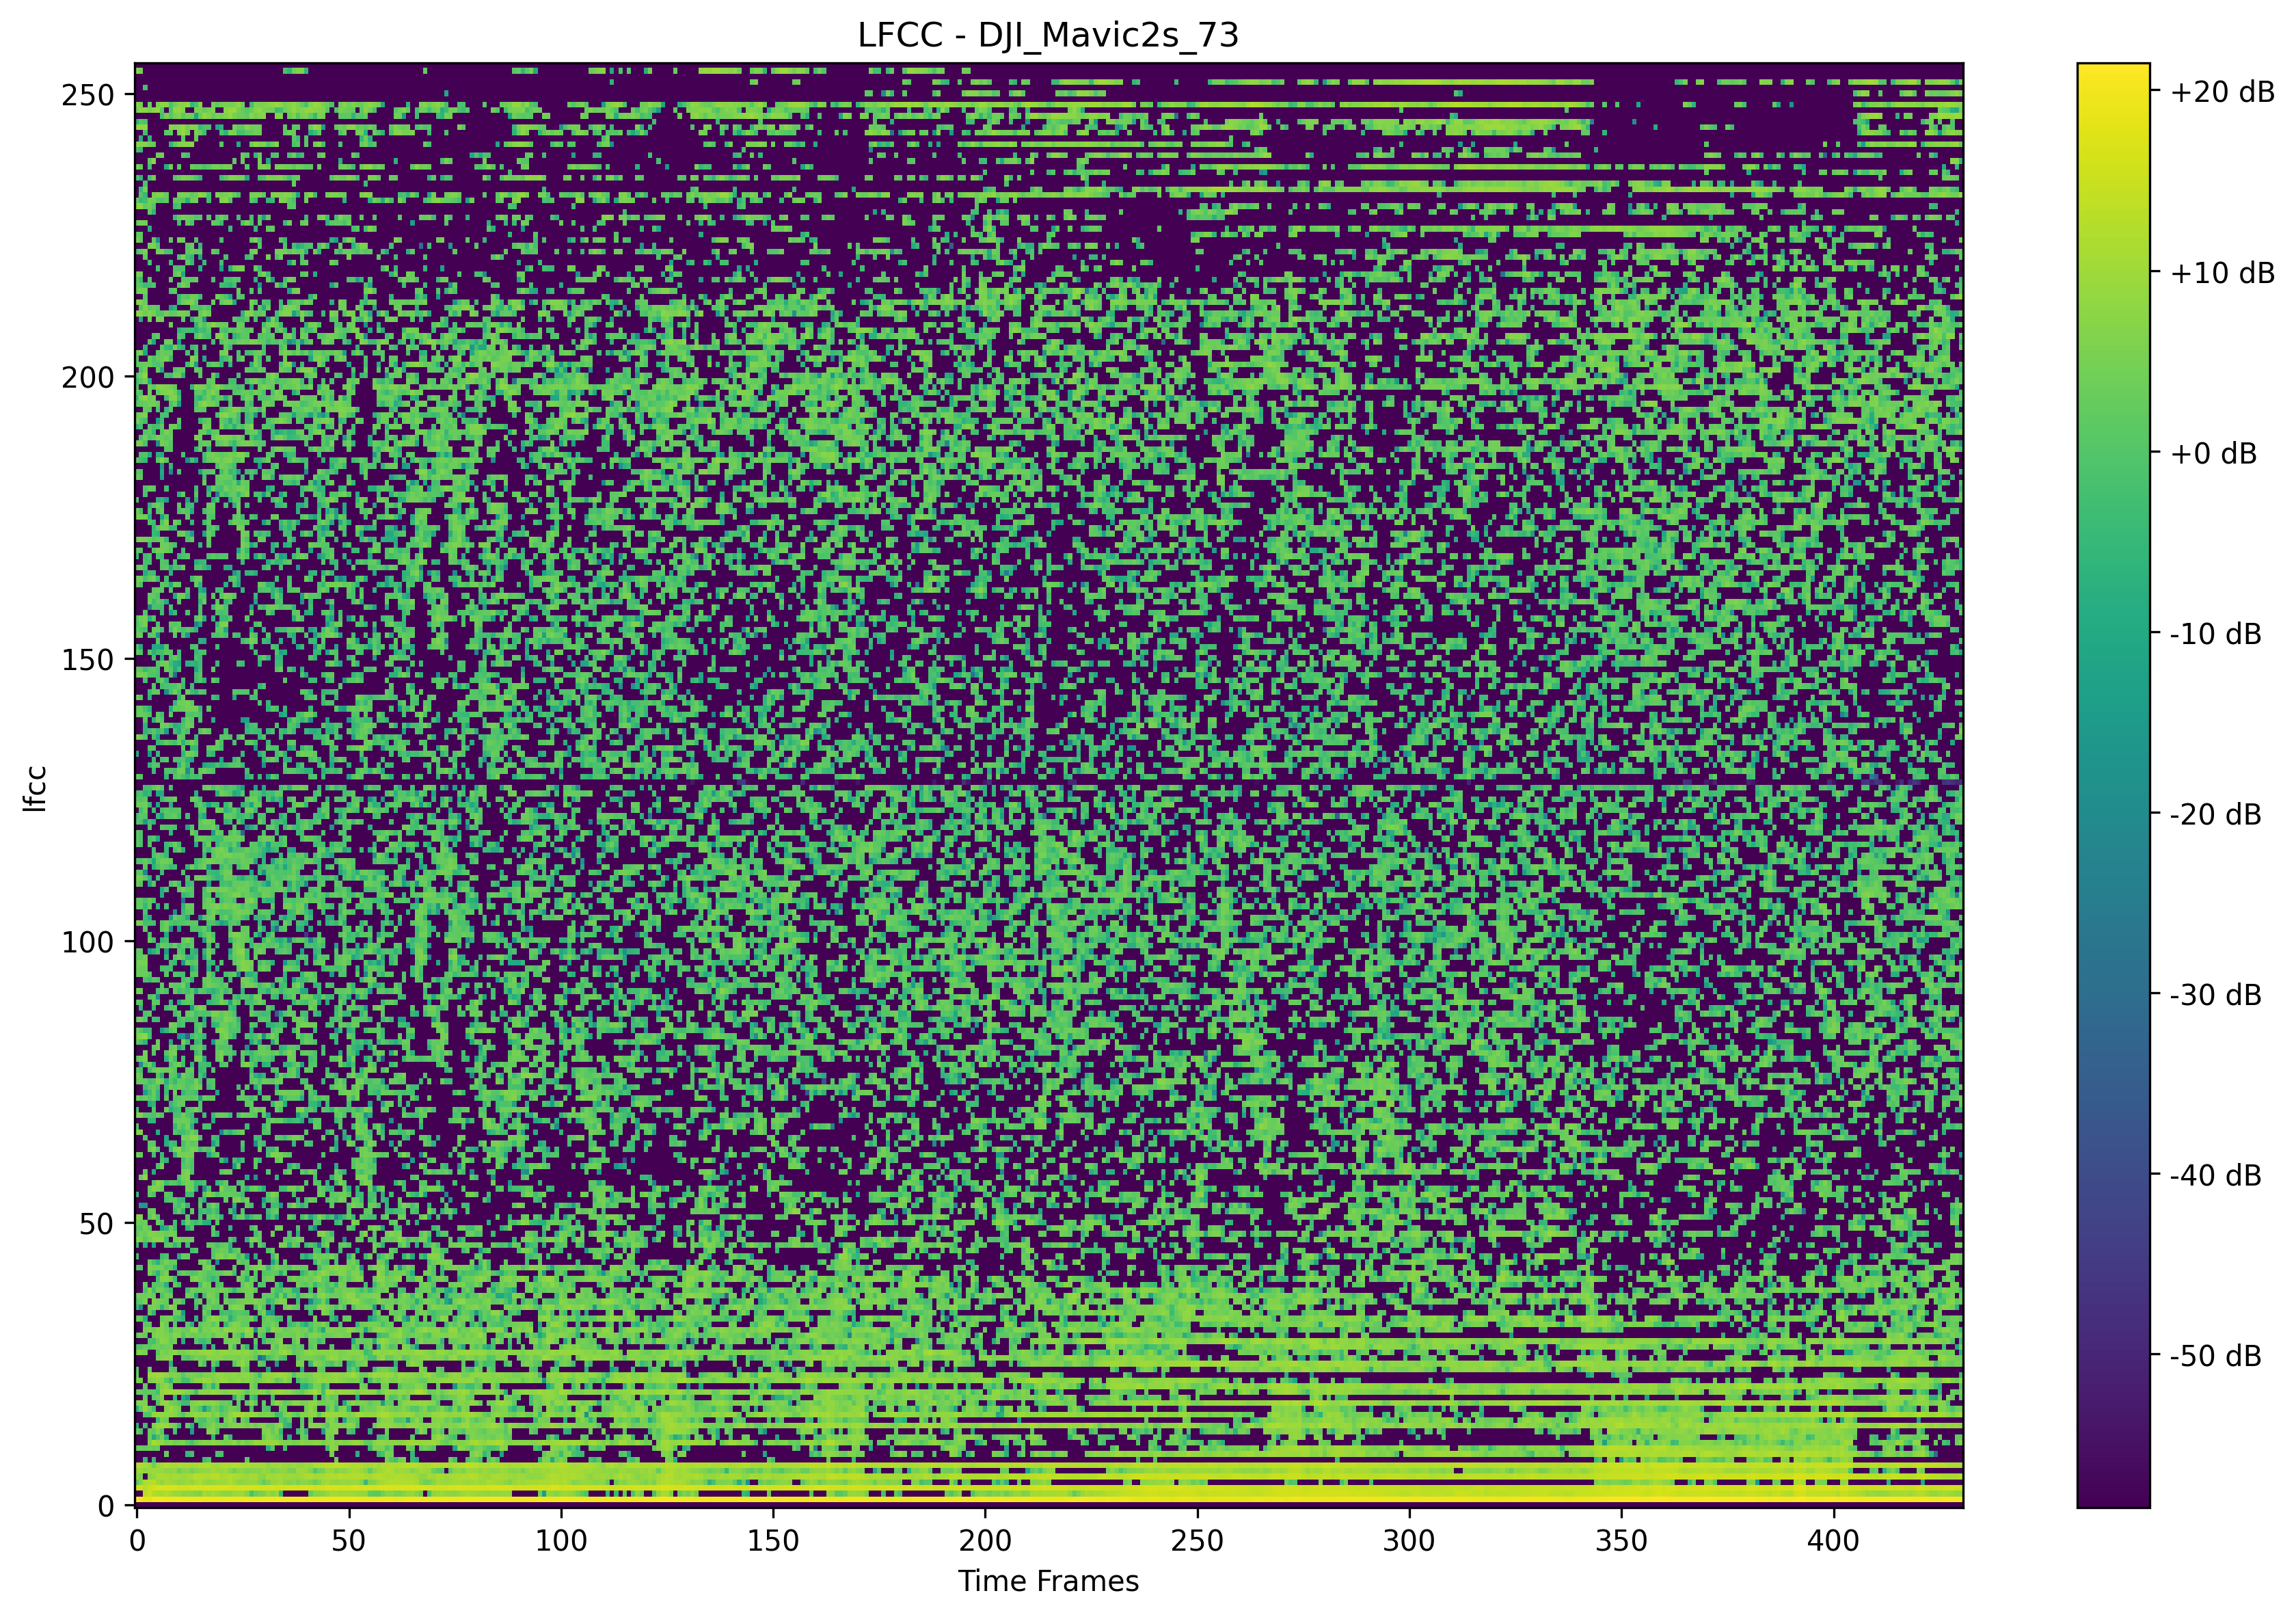 LFCC - DJI_Mavic2s_73
250
200
150
100
50
0
lfcc
0 50 100 150 200 250 300 350 400
Time Frames
+20 dB
+10 dB
+0 dB
-10 dB
-20 dB
-30 dB
-40 dB
-50 dB